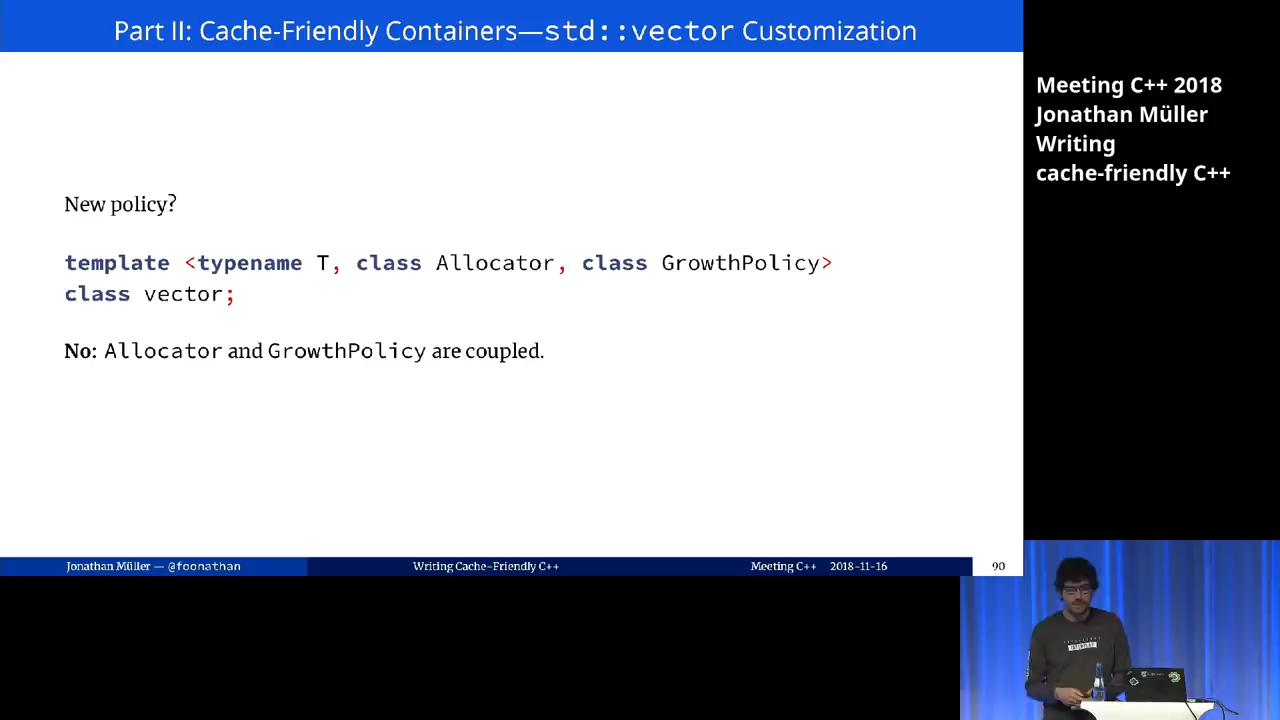 Part II: Cache-Friendly Containers—std::vector Customization
New policy?
template <typename T, class Allocator, class GrowthPolicy>
class vector;
No: Allocator and GrowthPolicy are coupled.
Jonathan Müller — @foonathan Writing Cache-Friendly C++ Meeting C++ 2018-11-16 90
Meeting C++ 2018
Jonathan Müller
Writing
cache-friendly C++